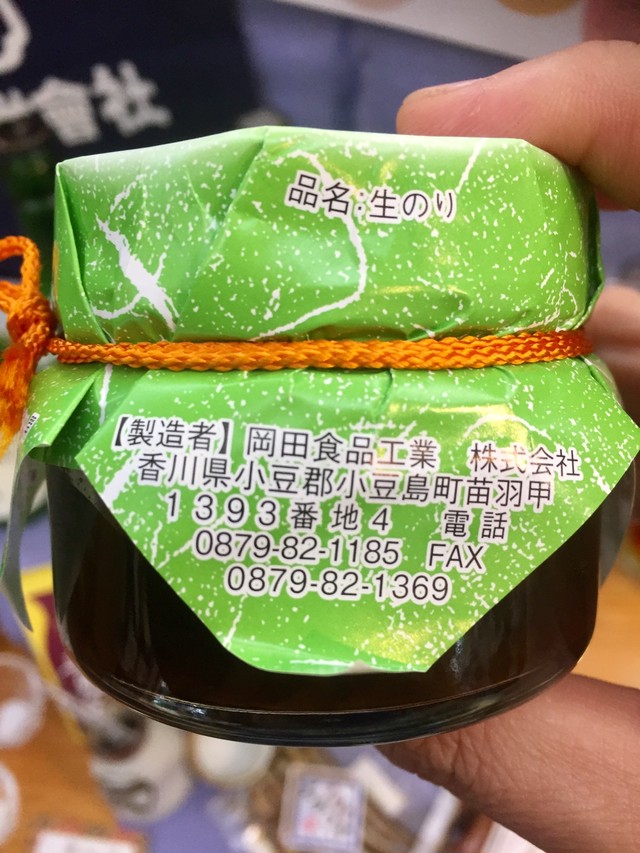 会社
品名:生のり
【製造者】岡田食品工業 株式会社
香川県小豆郡小豆島町苗羽甲
1393番地4 電話
0879-82-1185 FAX
0879-82-1369